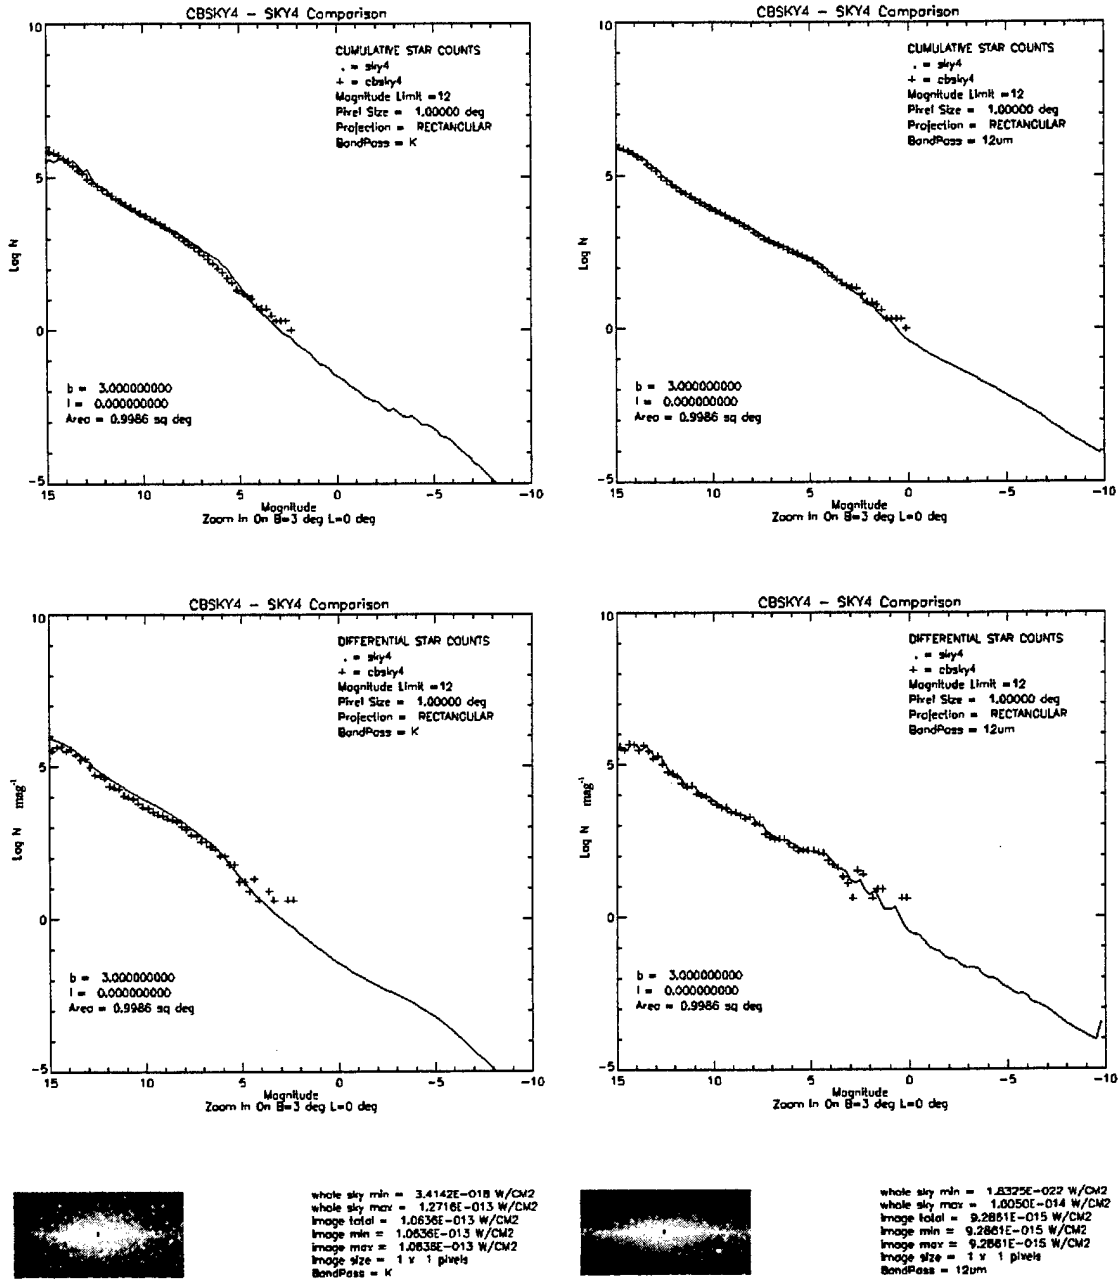 CBSKY4 - SKY4 Comparison
10
CUMULATIVE STAR COUNTS
. = sky4
+ = cbsky4
Magnitude Limit =12
Pixel Size = 1.00000 deg
Projection = RECTANGULAR
BandPass = K
5
Log N
0
b = 3.000000000
l = 0.000000000
Area = 0.9986 sq deg
-5
15 10 5 0 -5 -10
Magnitude
Zoom In On B=3 deg L=0 deg
CBSKY4 - SKY4 Comparison
10
CUMULATIVE STAR COUNTS
. = sky4
+ = cbsky4
Magnitude Limit =12
Pixel Size = 1.00000 deg
Projection = RECTANGULAR
BandPass = 12um
5
Log N
0
b = 3.000000000
l = 0.000000000
Area = 0.9986 sq deg
-5
15 10 5 0 -5 -10
Magnitude
Zoom In On B=3 deg L=0 deg
CBSKY4 - SKY4 Comparison
10
DIFFERENTIAL STAR COUNTS
. = sky4
+ = cbsky4
Magnitude Limit =12
Pixel Size = 1.00000 deg
Projection = RECTANGULAR
BandPass = K
5
Log N mag⁻¹
0
b = 3.000000000
l = 0.000000000
Area = 0.9986 sq deg
-5
15 10 5 0 -5 -10
Magnitude
Zoom In On B=3 deg L=0 deg
CBSKY4 - SKY4 Comparison
10
DIFFERENTIAL STAR COUNTS
. = sky4
+ = cbsky4
Magnitude Limit =12
Pixel Size = 1.00000 deg
Projection = RECTANGULAR
BandPass = 12um
5
Log N mag⁻¹
0
b = 3.000000000
l = 0.000000000
Area = 0.9986 sq deg
-5
15 10 5 0 -5 -10
Magnitude
Zoom In On B=3 deg L=0 deg
whole sky min = 3.4142E-018 W/CM2
whole sky max = 1.2716E-013 W/CM2
Image total = 1.0636E-013 W/CM2
Image min = 1.0636E-013 W/CM2
Image max = 1.0636E-013 W/CM2
Image size = 1 x 1 pixels
BandPass = K
whole sky min = 1.8325E-022 W/CM2
whole sky max = 1.0050E-014 W/CM2
Image total = 9.2861E-015 W/CM2
Image min = 9.2861E-015 W/CM2
Image max = 9.2861E-015 W/CM2
Image size = 1 x 1 pixels
BandPass = 12um